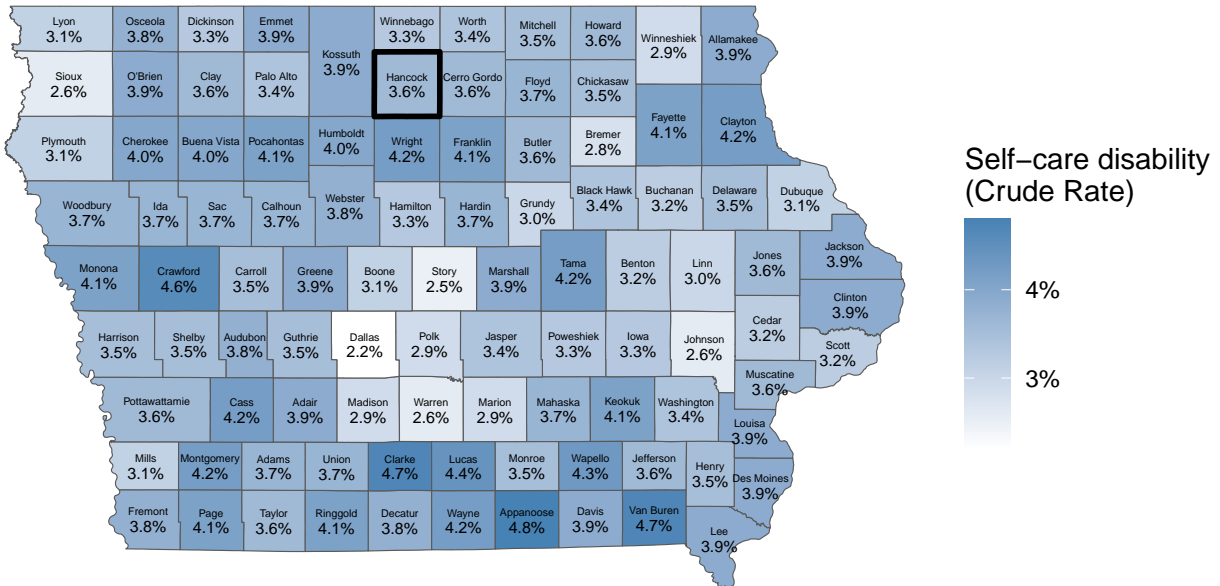 Lyon
3.1%
Osceola
3.8%
Dickinson
3.3%
Emmet
3.9%
Kossuth
3.9%
Winnebago
3.3%
Worth
3.4%
Mitchell
3.5%
Howard
3.6%
Winneshiek
2.9%
Allamakee
3.9%
Sioux
2.6%
O'Brien
3.9%
Clay
3.6%
Palo Alto
3.4%
Hancock
3.6%
Cerro Gordo
3.6%
Floyd
3.7%
Chickasaw
3.5%
Fayette
4.1%
Clayton
4.2%
Plymouth
3.1%
Cherokee
4.0%
Buena Vista
4.0%
Pocahontas
4.1%
Humboldt
4.0%
Wright
4.2%
Franklin
4.1%
Butler
3.6%
Bremer
2.8%
Woodbury
3.7%
Ida
3.7%
Sac
3.7%
Calhoun
3.7%
Webster
3.8%
Hamilton
3.3%
Hardin
3.7%
Grundy
3.0%
Black Hawk
3.4%
Buchanan
3.2%
Delaware
3.5%
Dubuque
3.1%
Monona
4.1%
Crawford
4.6%
Carroll
3.5%
Greene
3.9%
Boone
3.1%
Story
2.5%
Marshall
3.9%
Tama
4.2%
Benton
3.2%
Linn
3.0%
Jones
3.6%
Jackson
3.9%
Clinton
3.9%
Harrison
3.5%
Shelby
3.5%
Audubon
3.8%
Guthrie
3.5%
Dallas
2.2%
Polk
2.9%
Jasper
3.4%
Poweshiek
3.3%
Iowa
3.3%
Johnson
2.6%
Cedar
3.2%
Scott
3.2%
Muscatine
3.6%
Pottawattamie
3.6%
Cass
4.2%
Adair
3.9%
Madison
2.9%
Warren
2.6%
Marion
2.9%
Mahaska
3.7%
Keokuk
4.1%
Washington
3.4%
Louisa
3.9%
Mills
3.1%
Montgomery
4.2%
Adams
3.7%
Union
3.7%
Clarke
4.7%
Lucas
4.4%
Monroe
3.5%
Wapello
4.3%
Jefferson
3.6%
Henry
3.5%
Des Moines
3.9%
Fremont
3.8%
Page
4.1%
Taylor
3.6%
Ringgold
4.1%
Decatur
3.8%
Wayne
4.2%
Appanoose
4.8%
Davis
3.9%
Van Buren
4.7%
Lee
3.9%
Self−care disability
(Crude Rate)
4%
3%